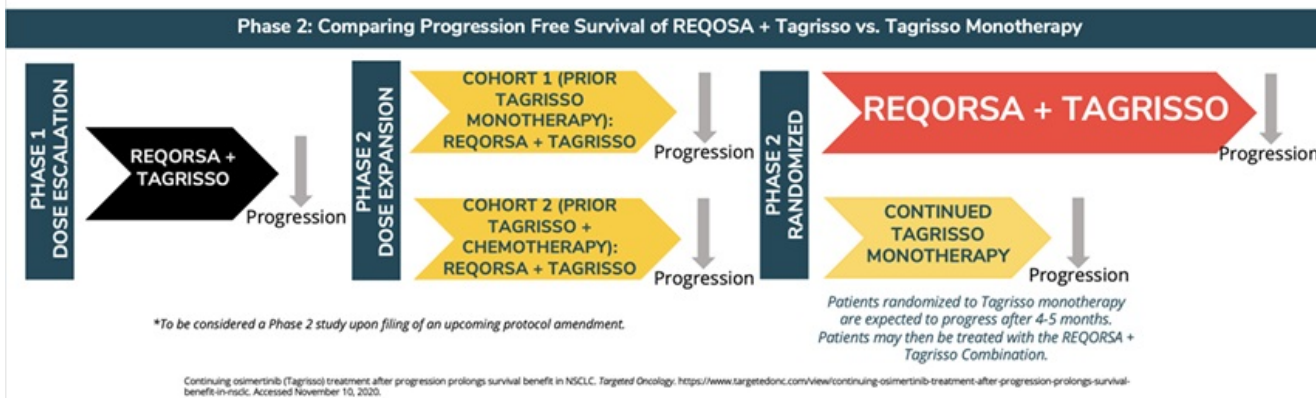 Phase 2: Comparing Progression Free Survival of REQOSA + Tagrisso vs. Tagrisso Monotherapy
PHASE 1
DOSE ESCALATION
REQORSA +
TAGRISSO
Progression
PHASE 2
DOSE EXPANSION
COHORT 1 (PRIOR
TAGRISSO
MONOTHERAPY):
REQORSA + TAGRISSO
Progression
COHORT 2 (PRIOR
TAGRISSO +
CHEMOTHERAPY):
REQORSA + TAGRISSO
Progression
PHASE 2
RANDOMIZED
REQORSA + TAGRISSO
Progression
CONTINUED
TAGRISSO
MONOTHERAPY
Progression
Patients randomized to Tagrisso monotherapy
are expected to progress after 4-5 months.
Patients may then be treated with the REQORSA +
Tagrisso Combination.
*To be considered a Phase 2 study upon filing of an upcoming protocol amendment.
Continuing osimertinib (Tagrisso) treatment after progression prolongs survival benefit in NSCLC. Targeted Oncology. https://www.targetedonc.com/view/continuing-osimertinib-treatment-after-progression-prolongs-survival-
benefit-in-nsclc. Accessed November 10, 2020.